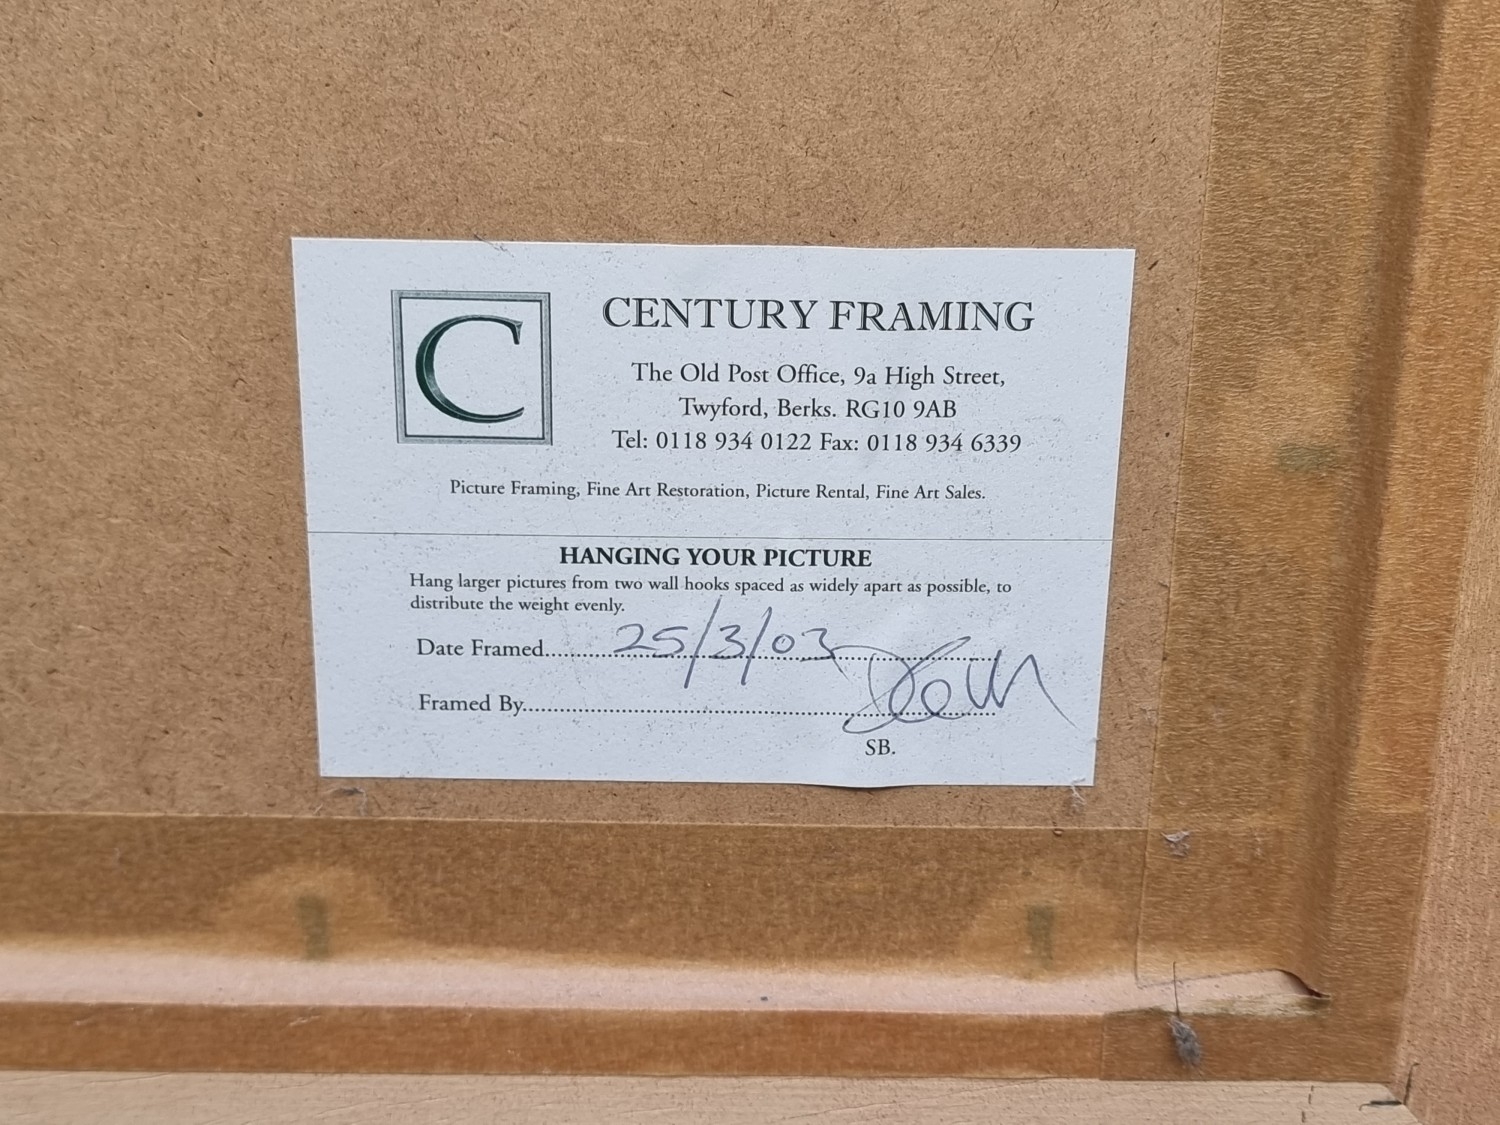 C
CENTURY FRAMING
The Old Post Office, 9a High Street,
Twyford, Berks. RG10 9AB
Tel: 0118 934 0122 Fax: 0118 934 6339
Picture Framing, Fine Art Restoration, Picture Rental, Fine Art Sales.
HANGING YOUR PICTURE
Hang larger pictures from two wall hooks spaced as widely apart as possible, to
distribute the weight evenly.
Date Framed..........25/3/03..........
Framed By..........
SB.